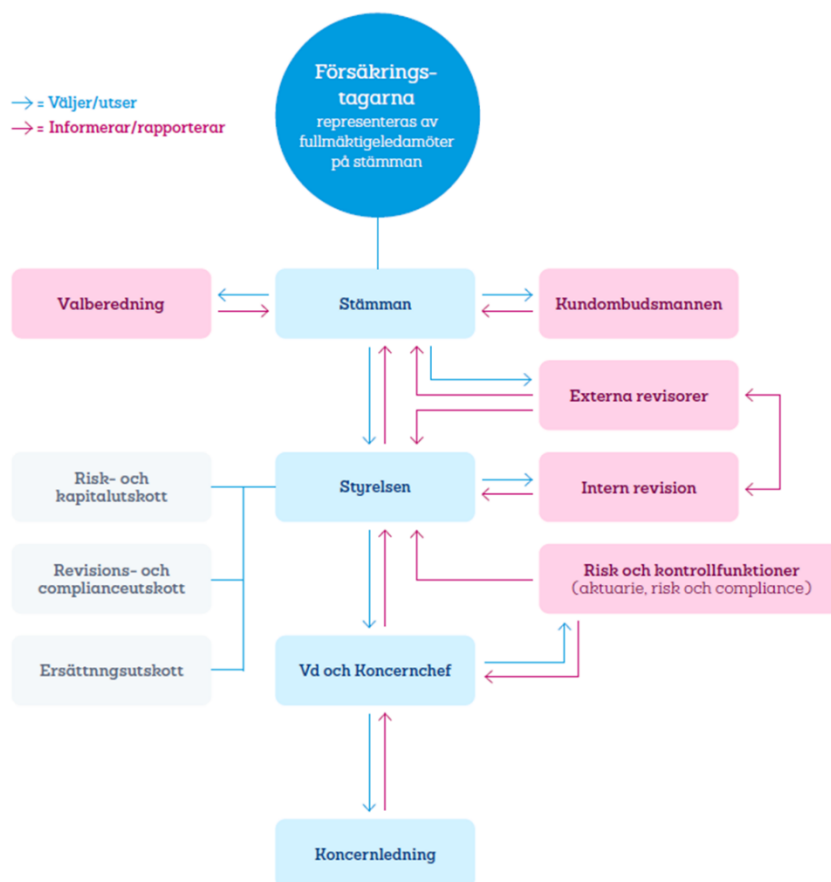 Försäkrings-
tagarna
representeras av
fullmäktigeledamöter
på stämman
= Väljer/utser
= Informerar/rapporterar
Valberedning
Stämman
Kundombudsmannen
Externa revisorer
Risk- och
kapitalutskott
Styrelsen
Intern revision
Revisions- och
complianceutskott
Risk och kontrollfunktioner
(aktuarie, risk och compliance)
Ersättnngsutskott
Vd och Koncernchef
Koncernledning